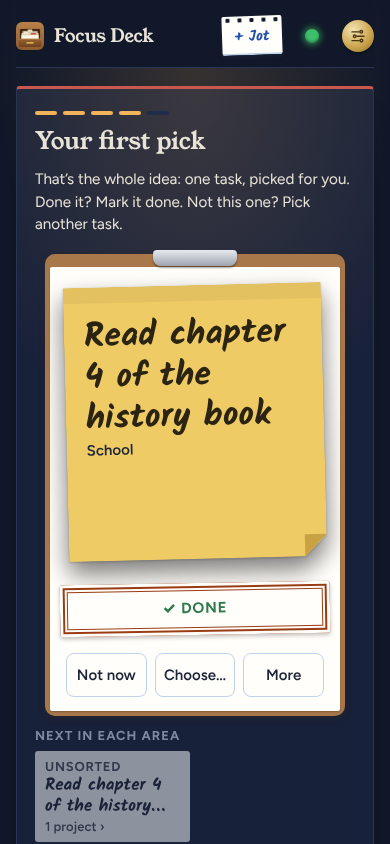 Focus Deck
+ Jot
Your first pick
That’s the whole idea: one task, picked for you.
Done it? Mark it done. Not this one? Pick
another task.
Read chapter
4 of the
history book
School
✓ DONE
Not now
Choose...
More
NEXT IN EACH AREA
UNSORTED
Read chapter 4
of the history...
1 project ›